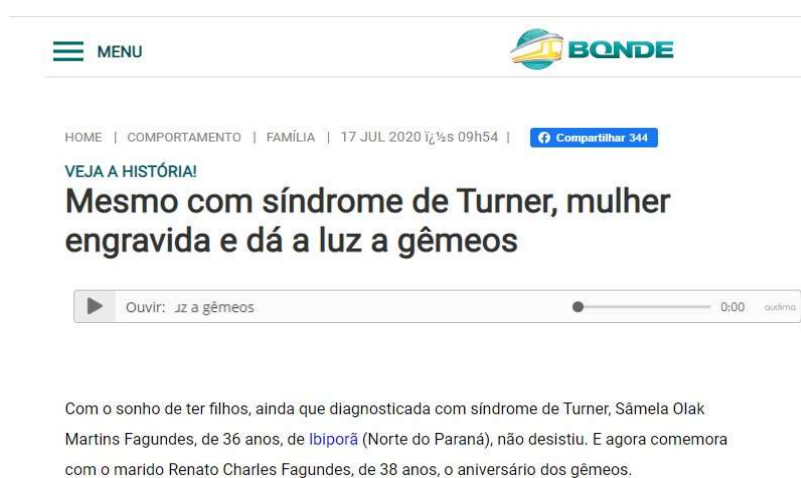 MENU
BONDE
HOME | COMPORTAMENTO | FAMÍLIA | 17 JUL 2020 ï¿½s 09h54 |
Compartilhar 344
VEJA A HISTÓRIA!
Mesmo com síndrome de Turner, mulher
engravida e dá a luz a gêmeos
Ouvir: uz a gêmeos
0:00
audima
Com o sonho de ter filhos, ainda que diagnosticada com síndrome de Turner, Sâmela Olak
Martins Fagundes, de 36 anos, de Ibiporã (Norte do Paraná), não desistiu. E agora comemora
com o marido Renato Charles Fagundes, de 38 anos, o aniversário dos gêmeos.